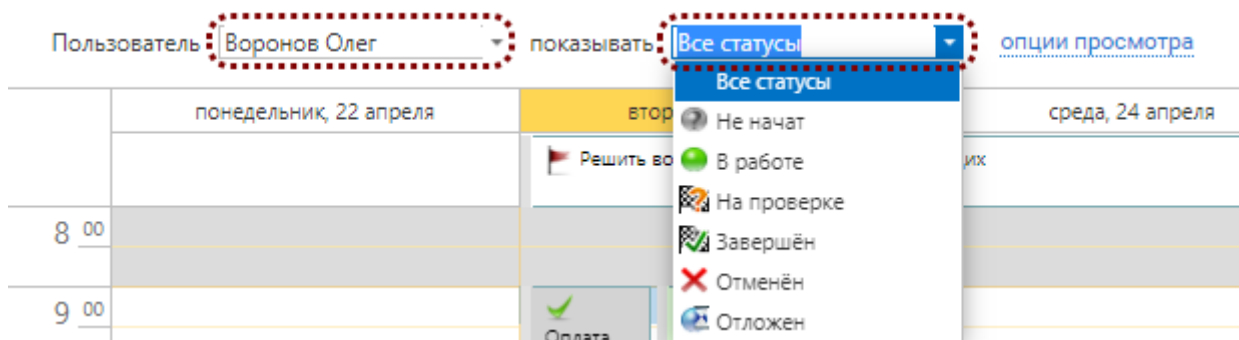 Пользователь Воронов Олег показывать Все статусы опции просмотра
Все статусы
понедельник, 22 апреля втор среда, 24 апреля
Не начат
Решить во В работе их
На проверке
8 00
Завершён
Отменён
9 00
Отложен
Оплата